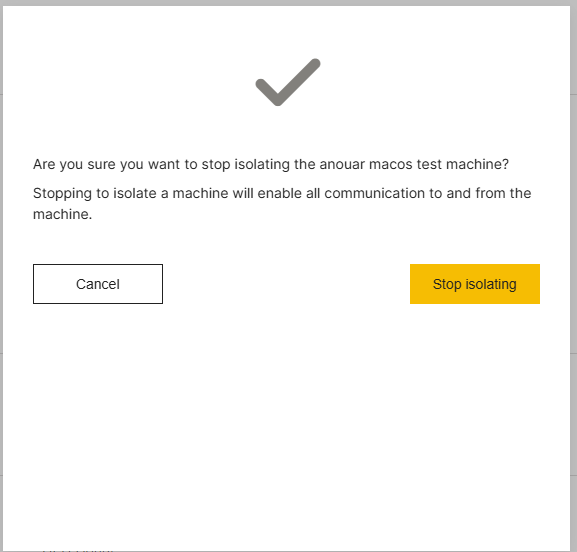 Are you sure you want to stop isolating the anouar macos test machine?
Stopping to isolate a machine will enable all communication to and from the
machine.
Cancel
Stop isolating